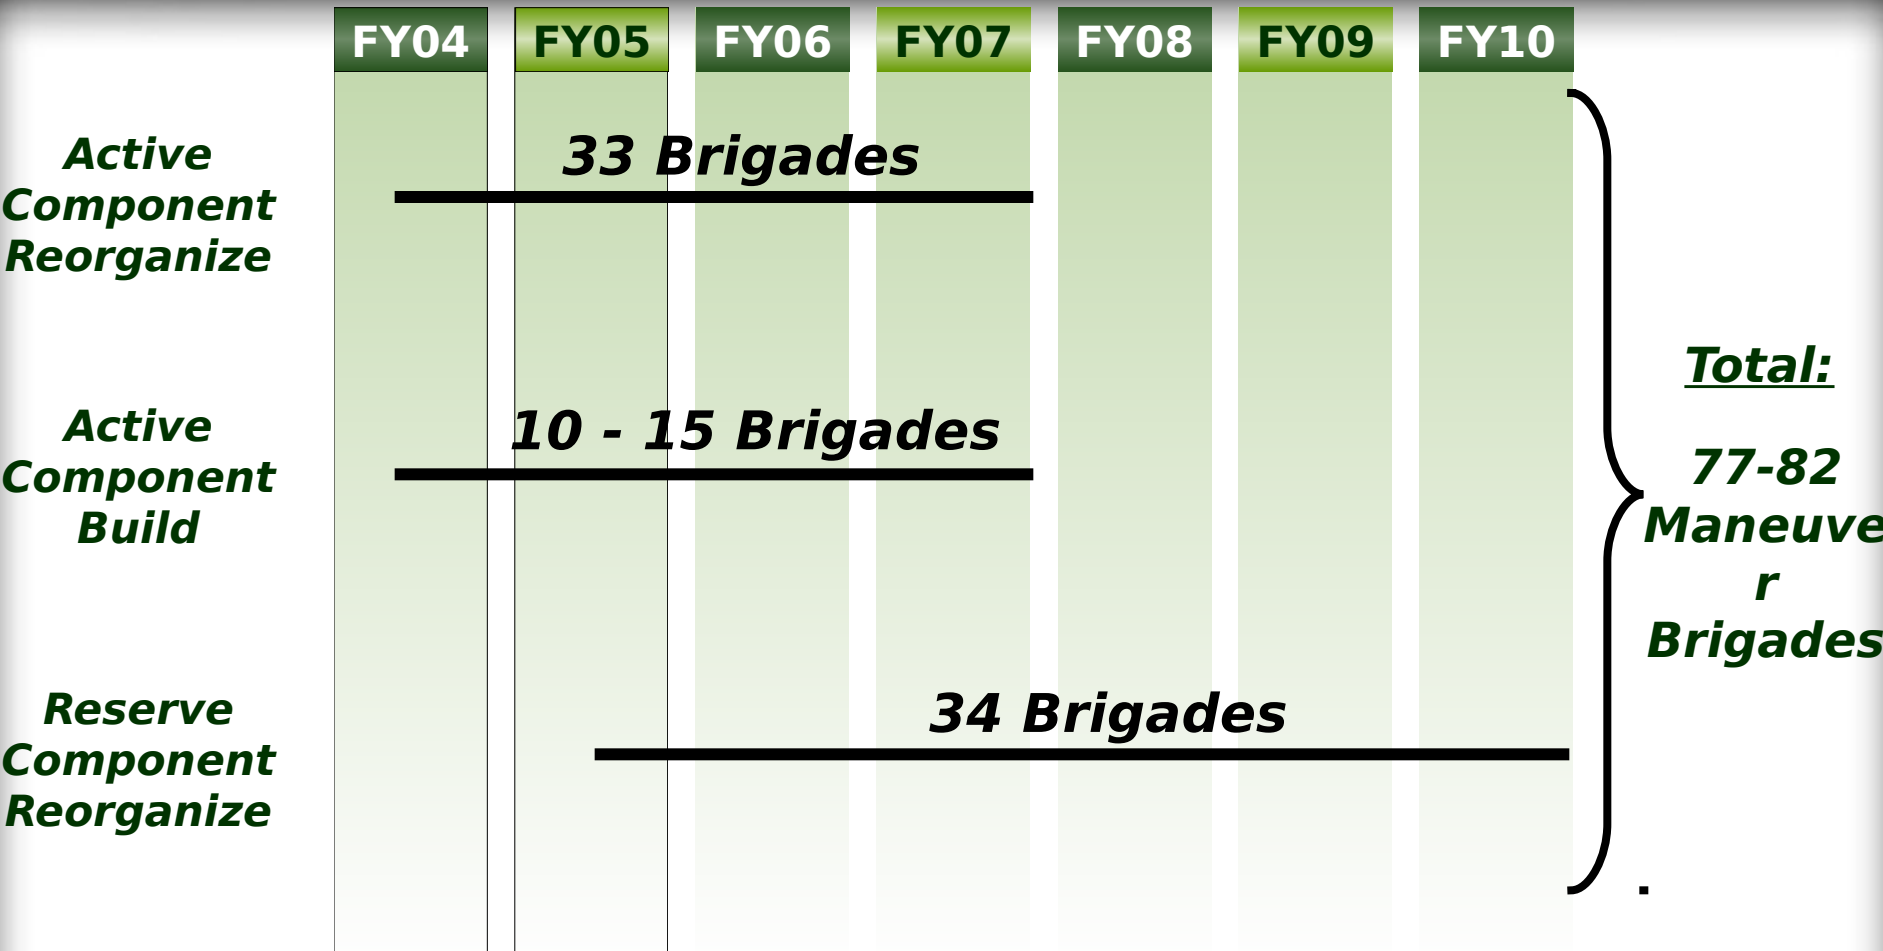 FY04 FY05 FY06 FY07 FY08 FY09 FY10
Active
Component
Reorganize
33 Brigades
Active
Component
Build
10 - 15 Brigades
Reserve
Component
Reorganize
34 Brigades
Total:
77-82
Maneuve
r
Brigades
.